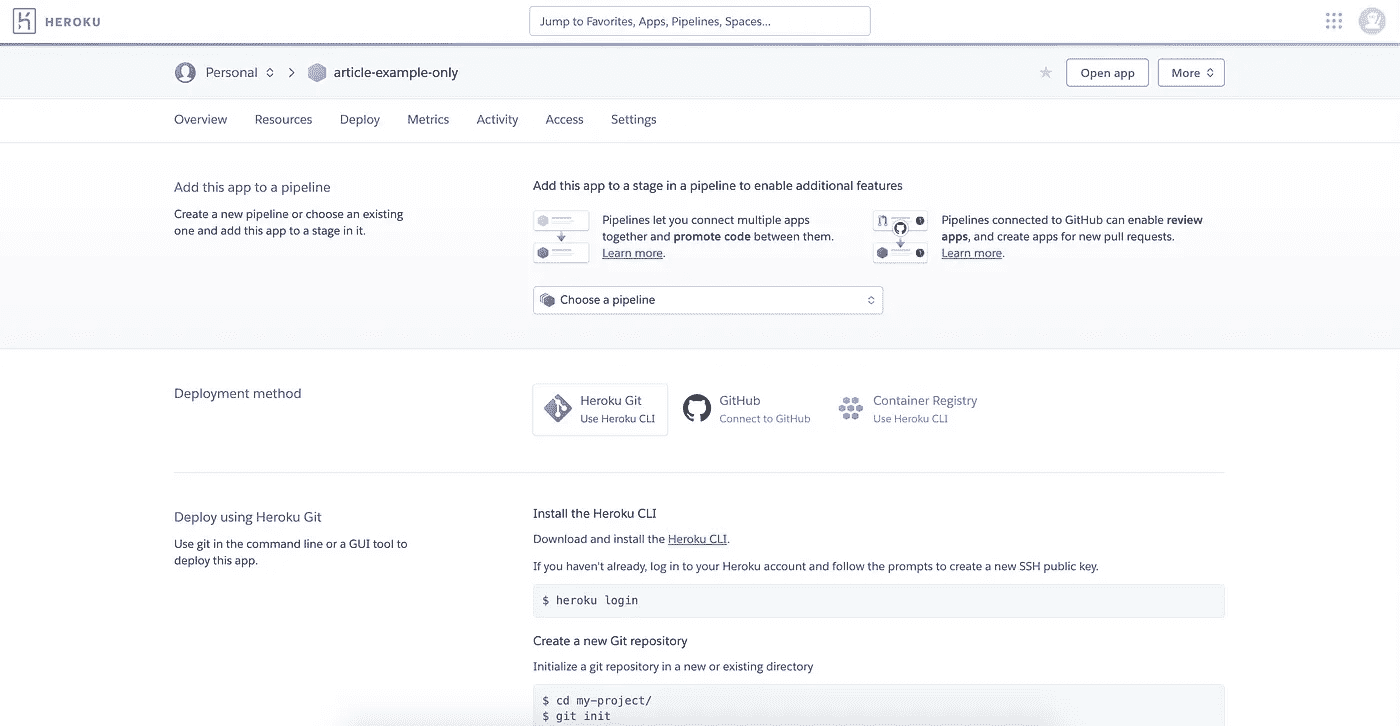 HEROKU
Jump to Favorites, Apps, Pipelines, Spaces...
Personal
article-example-only
Open app
More
Overview
Resources
Deploy
Metrics
Activity
Access
Settings
Add this app to a pipeline
Create a new pipeline or choose an existing
one and add this app to a stage in it.
Add this app to a stage in a pipeline to enable additional features
Pipelines let you connect multiple apps
together and promote code between them.
Learn more.
Pipelines connected to GitHub can enable review
apps, and create apps for new pull requests.
Learn more.
Choose a pipeline
Deployment method
Heroku Git
Use Heroku CLI
GitHub
Connect to GitHub
Container Registry
Use Heroku CLI
Deploy using Heroku Git
Use git in the command line or a GUI tool to
deploy this app.
Install the Heroku CLI
Download and install the Heroku CLI.
If you haven't already, log in to your Heroku account and follow the prompts to create a new SSH public key.
$ heroku login
Create a new Git repository
Initialize a git repository in a new or existing directory
$ cd my-project/
$ git init